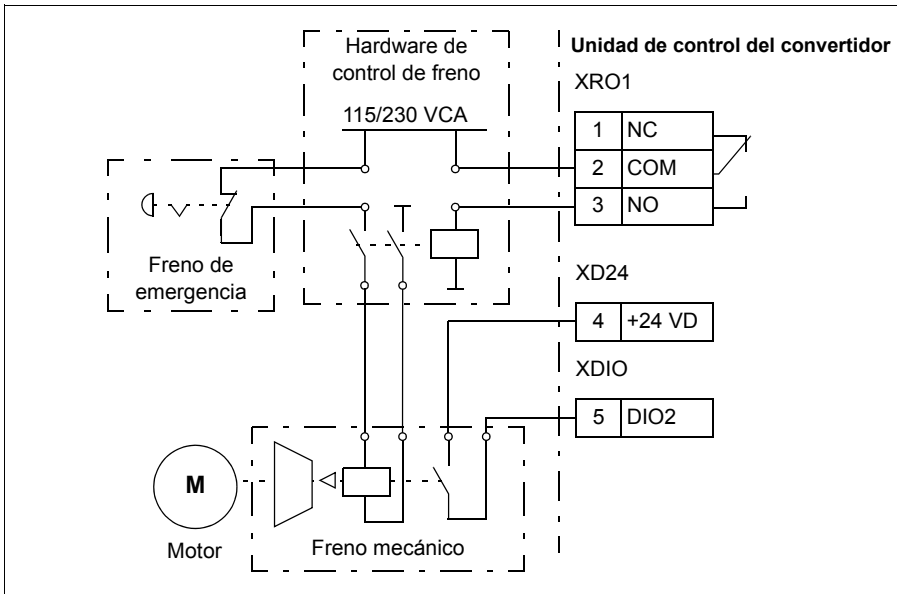 Hardware de
control de freno
115/230 VCA
Unidad de control del convertidor
XRO1
1 NC
2 COM
3 NO
Freno de
emergencia
XD24
4 +24 VD
XDIO
5 DIO2
M
Motor
Freno mecánico